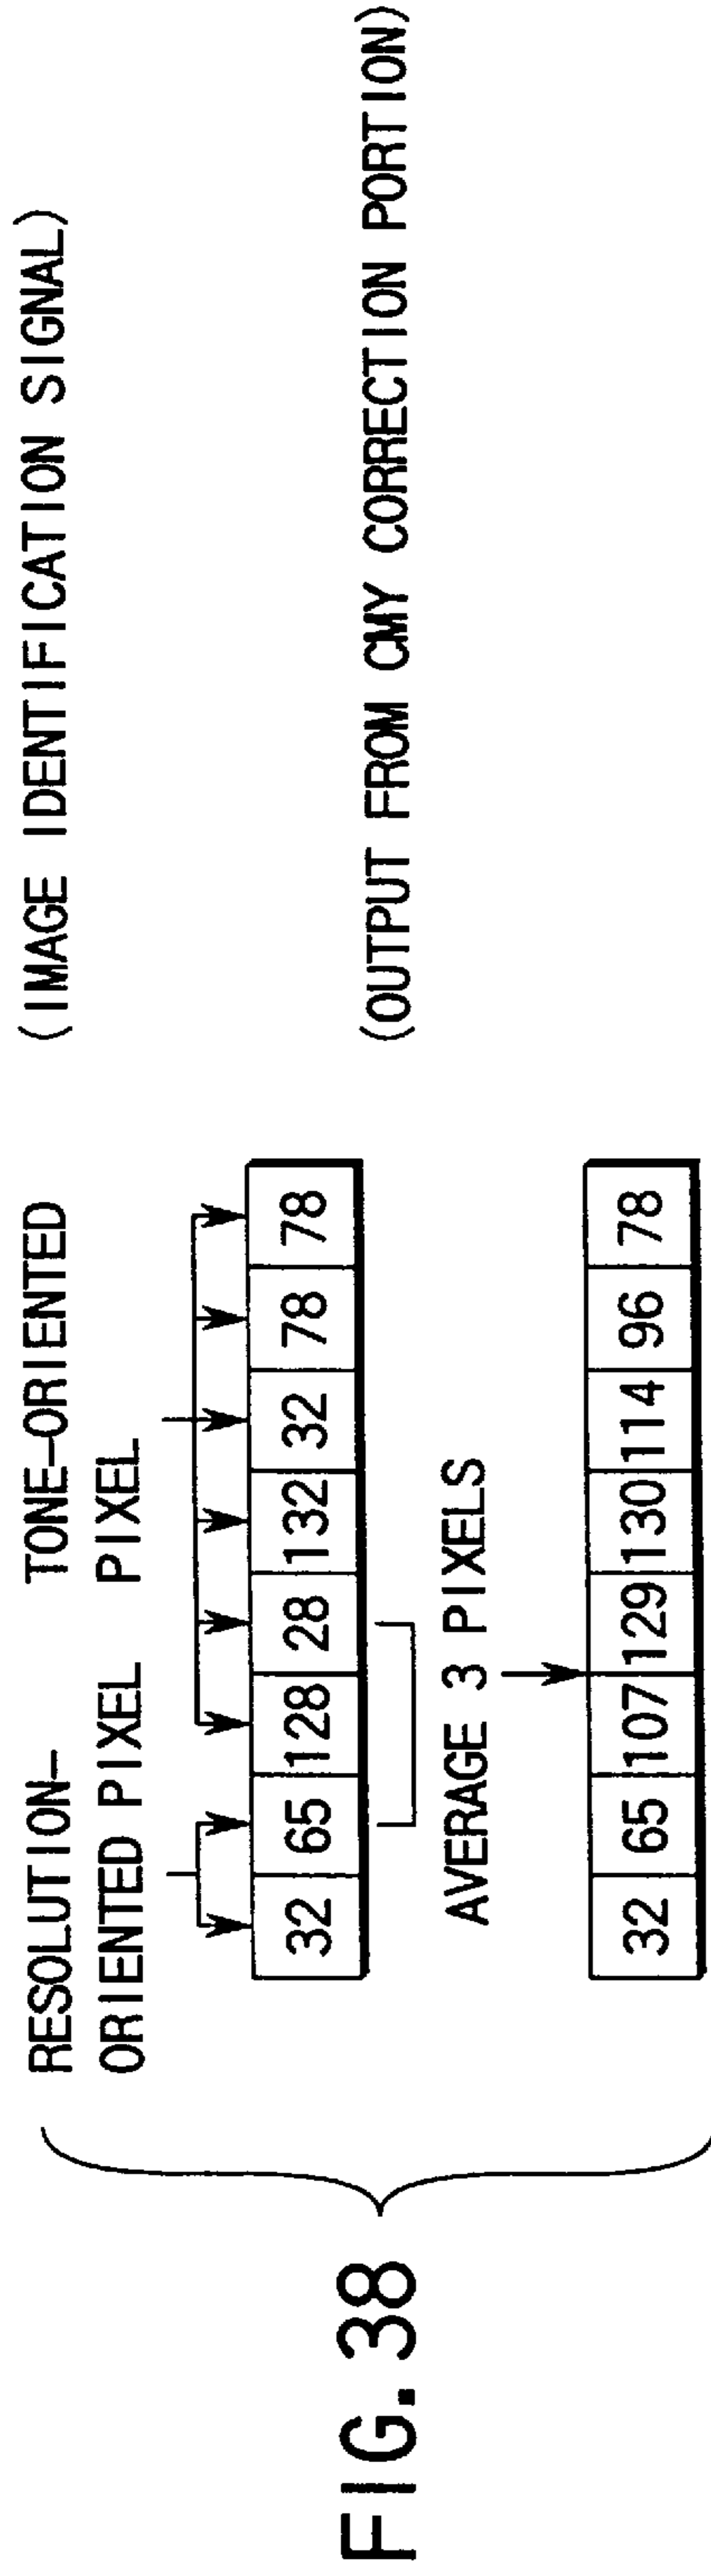 FIG. 38
RESOLUTION-
ORIENTED PIXEL
TONE-ORIENTED
PIXEL
(IMAGE IDENTIFICATION SIGNAL)
32 65 128 28 132 32 78 78
AVERAGE 3 PIXELS
(OUTPUT FROM CMY CORRECTION PORTION)
32 65 107 129 130 114 96 78